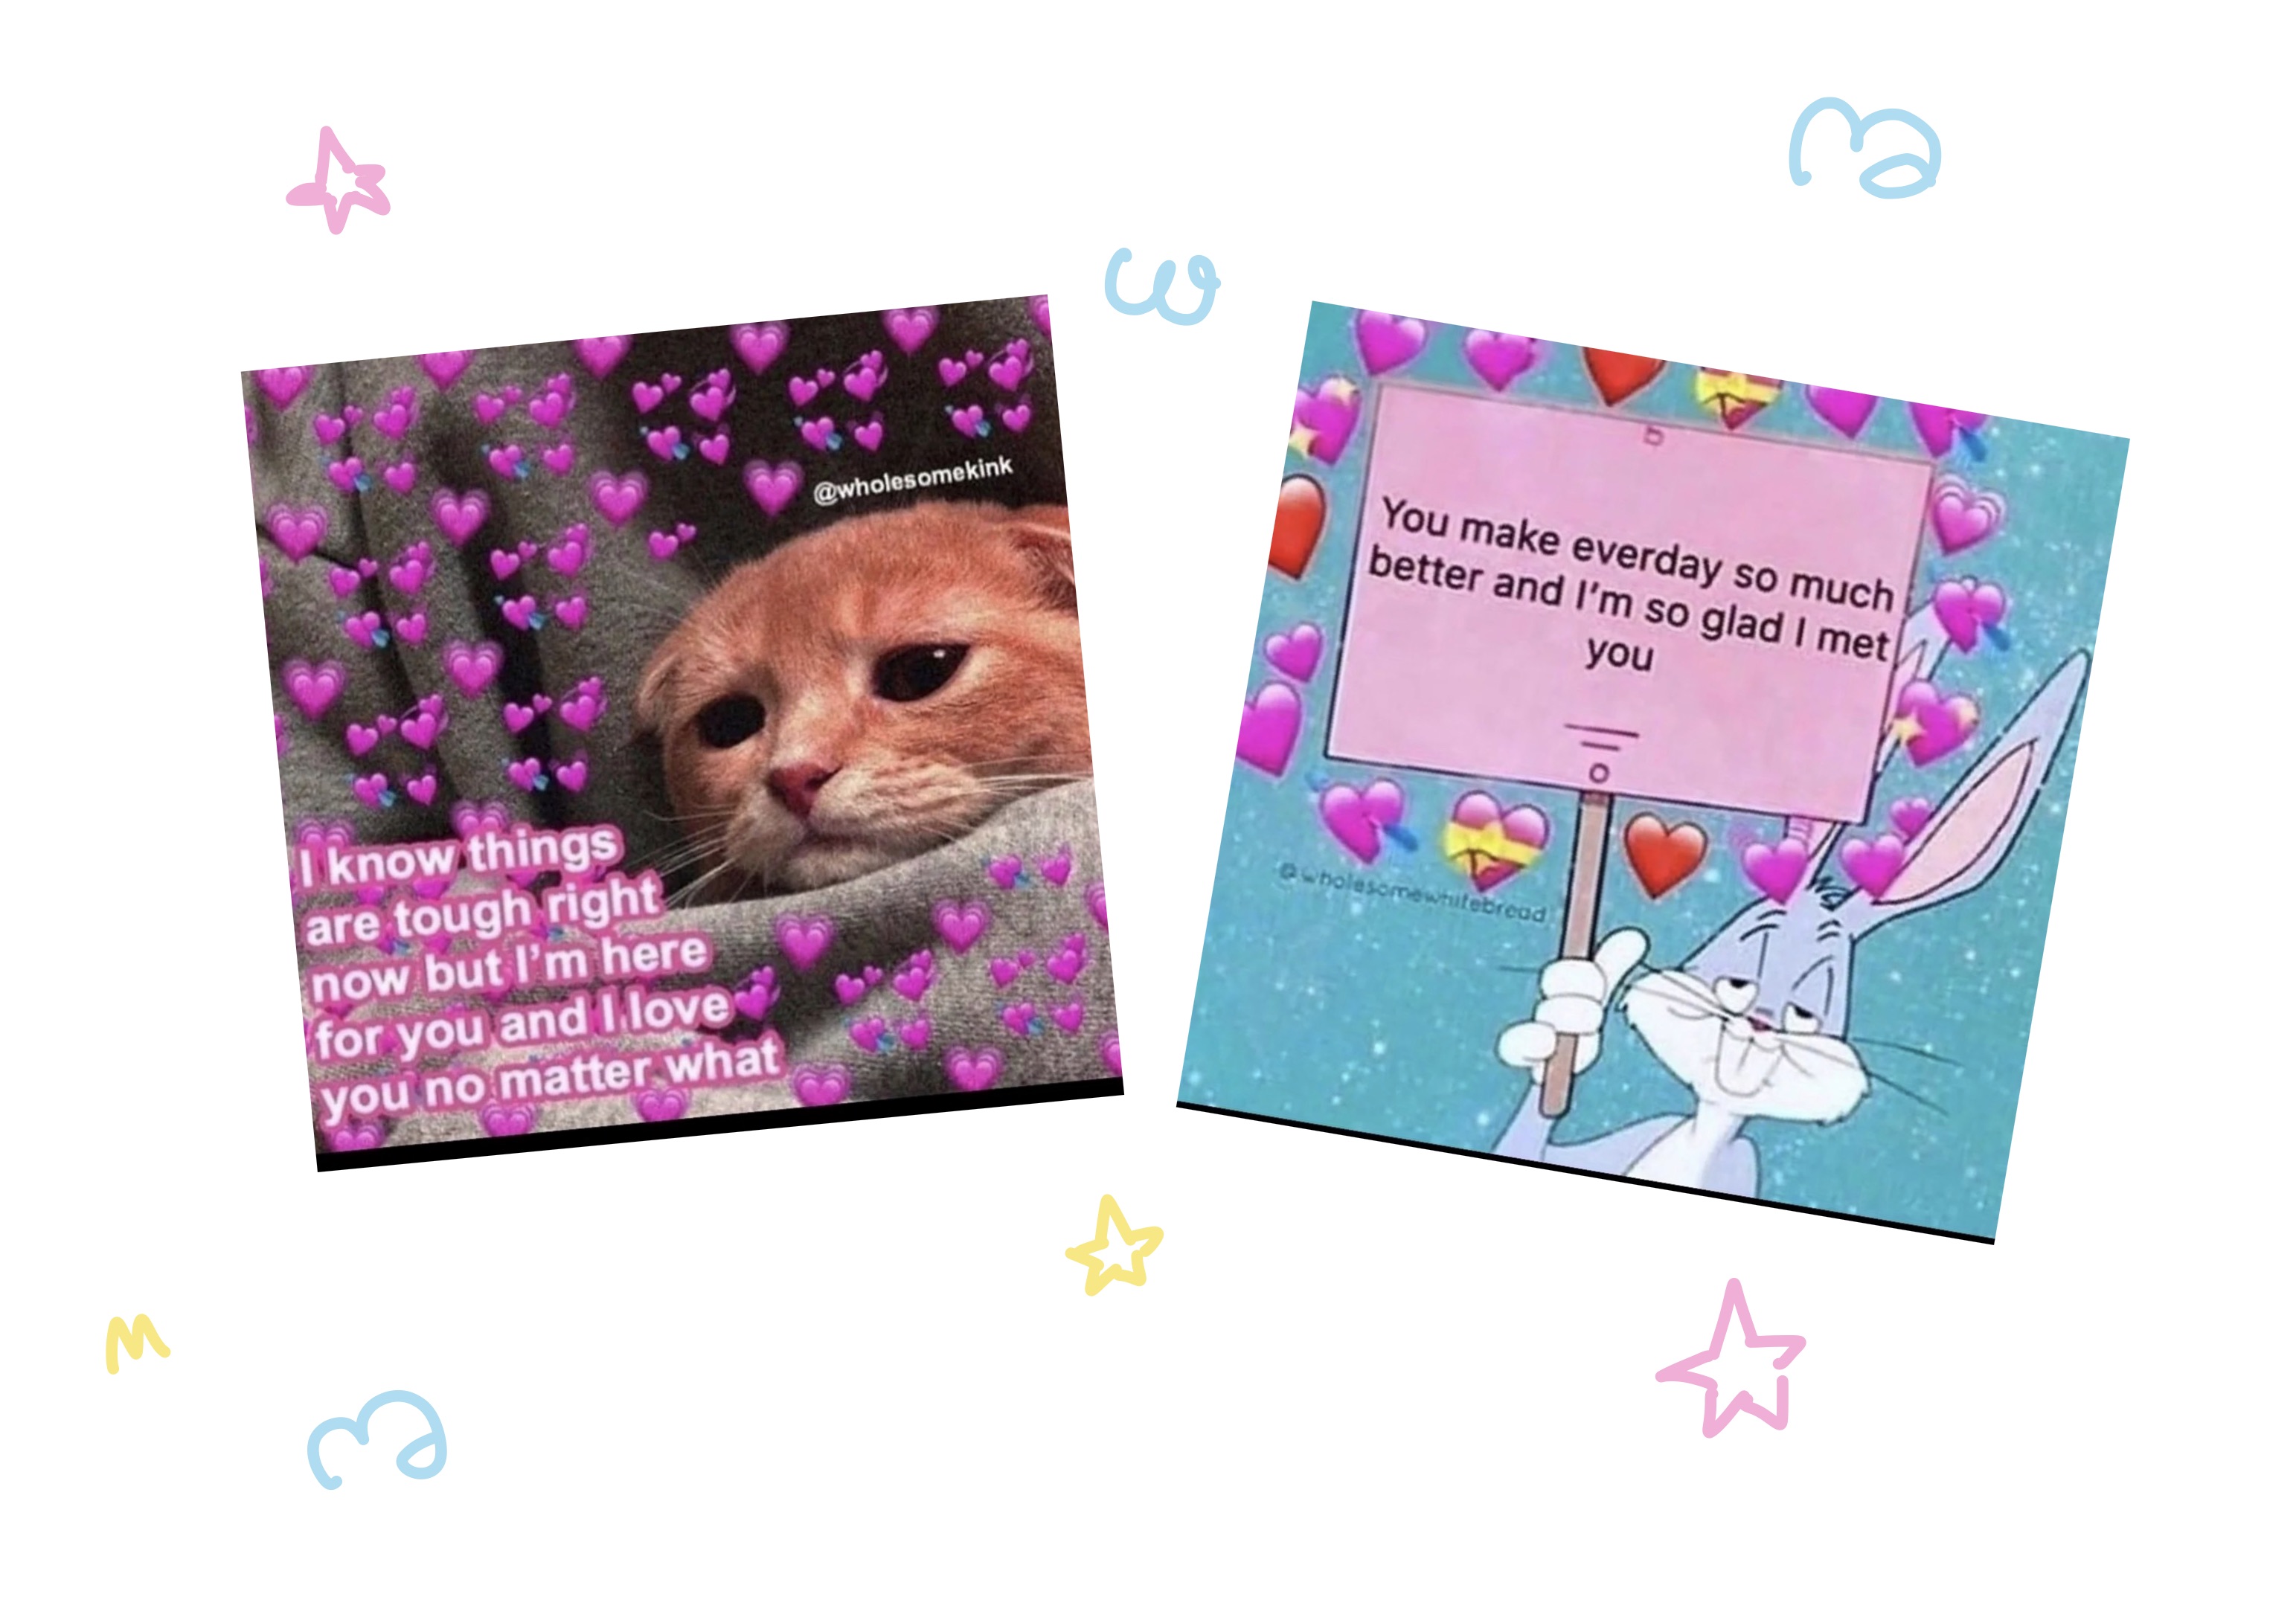 @wholesomekink
I know things
are tough right
now but I'm here
for you and I love
you no matter what
You make everday so much
better and I'm so glad I met
you
@wholesomewhitebread